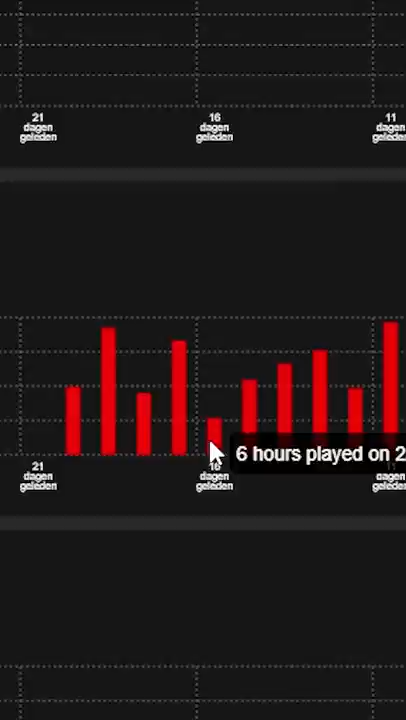 21 dagen geleden
16 dagen geleden
11 dagen geleden
6 hours played on 2
21 dagen geleden
16 dagen geleden
geleden